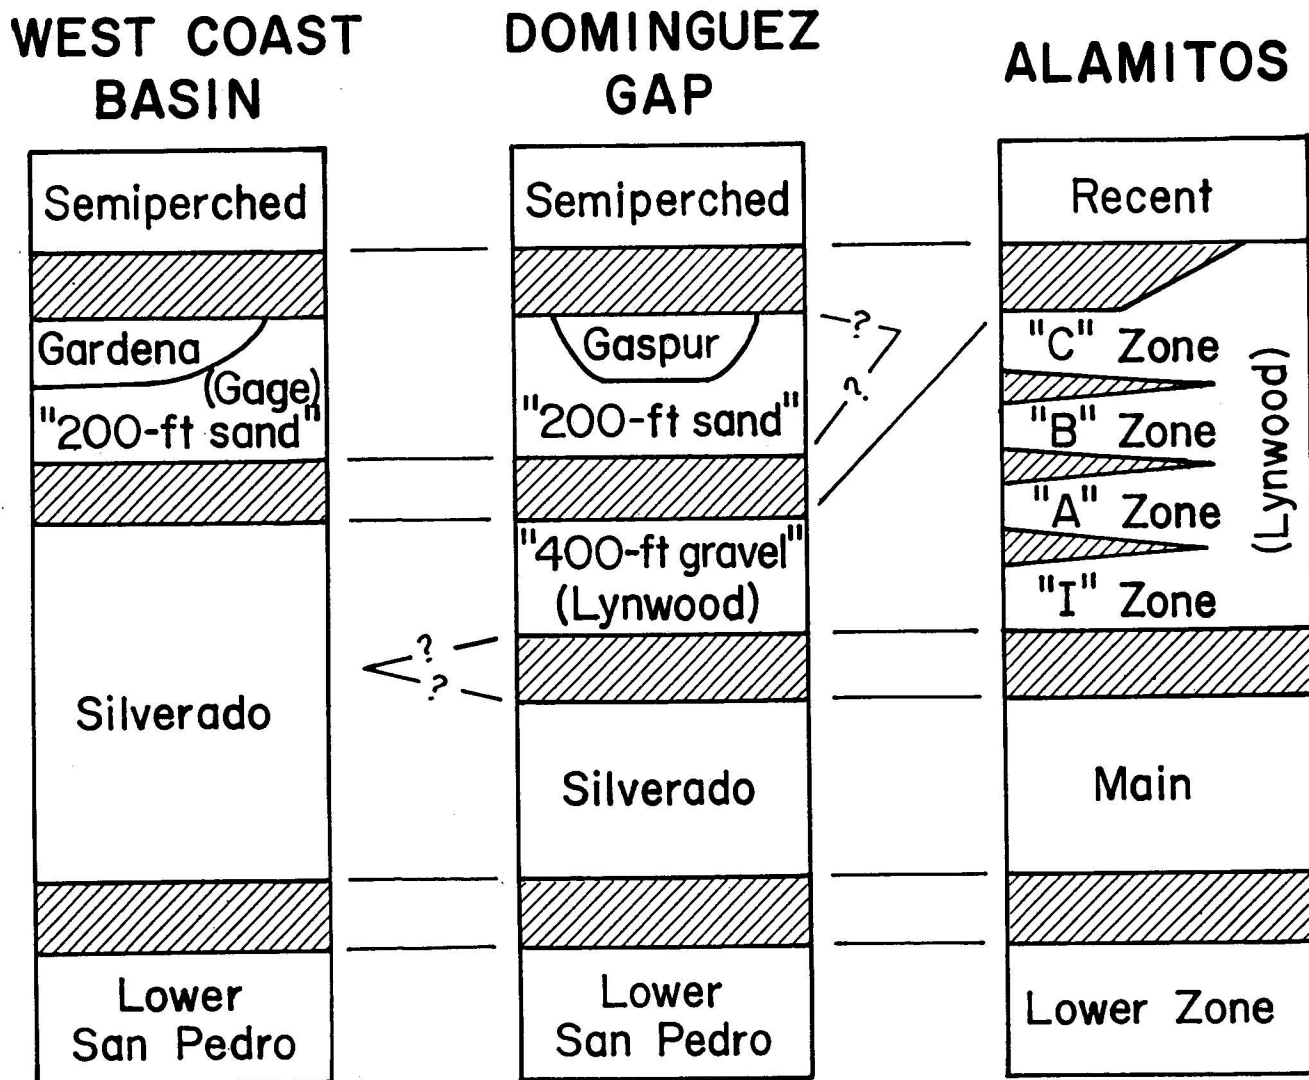 WEST COAST
BASIN
Semiperched
Gardena
(Gage)
"200-ft sand"
Silverado
Lower
San Pedro
DOMINGUEZ
GAP
Semiperched
Gaspur
"200-ft sand"
"400-ft gravel"
(Lynwood)
Silverado
Lower
San Pedro
?
?
?
?
ALAMITOS
Recent
"C" Zone
"B" Zone
"A" Zone
"I" Zone
(Lynwood)
Main
Lower Zone